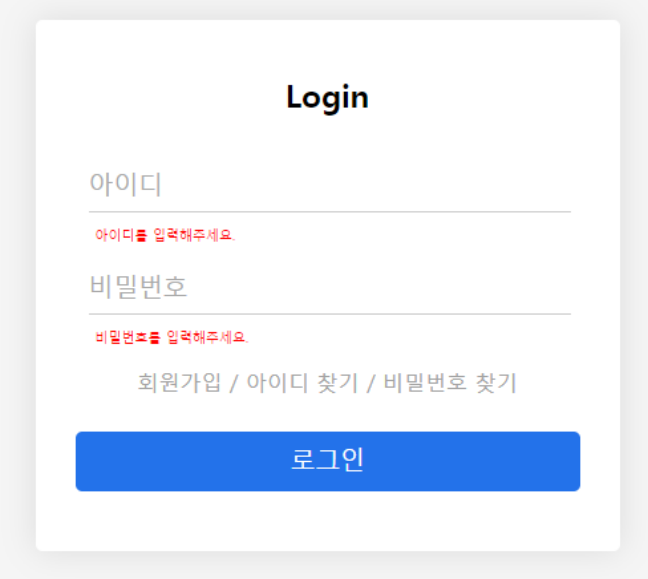 Login
아이디
아이디를 입력해주세요.
비밀번호
비밀번호를 입력해주세요.
회원가입 / 아이디 찾기 / 비밀번호 찾기
로그인